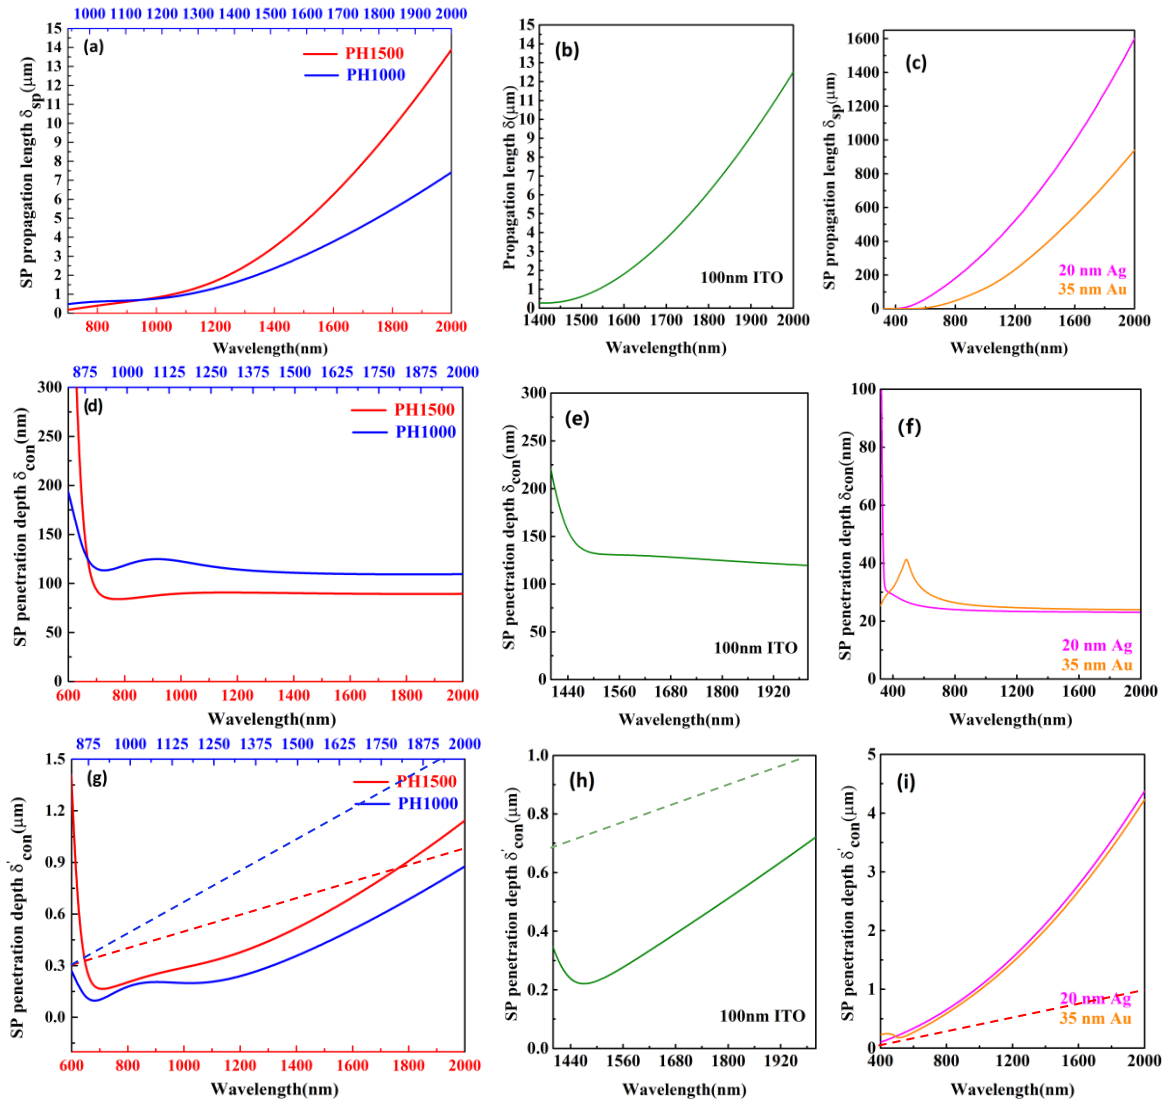 1000 1100 1200 1300 1400 1500 1600 1700 1800 1900 2000
(a)
PH1500
PH1000
SP propagation length δsp(μm)
15
14
13
12
11
10
9
8
7
6
5
4
3
2
1
0
800 1000 1200 1400 1600 1800 2000
Wavelength(nm)
(b)
Propagation length δ(μm)
15
14
13
12
11
10
9
8
7
6
5
4
3
2
1
0
100nm ITO
1400 1500 1600 1700 1800 1900 2000
Wavelength(nm)
(c)
SP propagation length δsp(μm)
1600
1400
1200
1000
800
600
400
200
0
20 nm Ag
35 nm Au
400 800 1200 1600 2000
Wavelength(nm)
875 1000 1125 1250 1375 1500 1625 1750 1875 2000
(d)
PH1500
PH1000
SP penetration depth δcon(nm)
300
250
200
150
100
50
0
600 800 1000 1200 1400 1600 1800 2000
Wavelength(nm)
(e)
SP penetration depth δcon(nm)
300
250
200
150
100
50
0
100nm ITO
1440 1560 1680 1800 1920
Wavelength(nm)
(f)
SP penetration depth δcon(nm)
100
80
60
40
20
0
20 nm Ag
35 nm Au
400 800 1200 1600 2000
Wavelength(nm)
875 1000 1125 1250 1375 1500 1625 1750 1875 2000
(g)
PH1500
PH1000
SP penetration depth δ'con(μm)
1.5
1.2
0.9
0.6
0.3
0.0
600 800 1000 1200 1400 1600 1800 2000
Wavelength(nm)
(h)
SP penetration depth δ'con(μm)
1.0
0.8
0.6
0.4
0.2
0.0
100nm ITO
1440 1560 1680 1800 1920
Wavelength(nm)
(i)
SP penetration depth δ'con(μm)
5
4
3
2
1
0
20 nm Ag
35 nm Au
400 800 1200 1600 2000
Wavelength(nm)